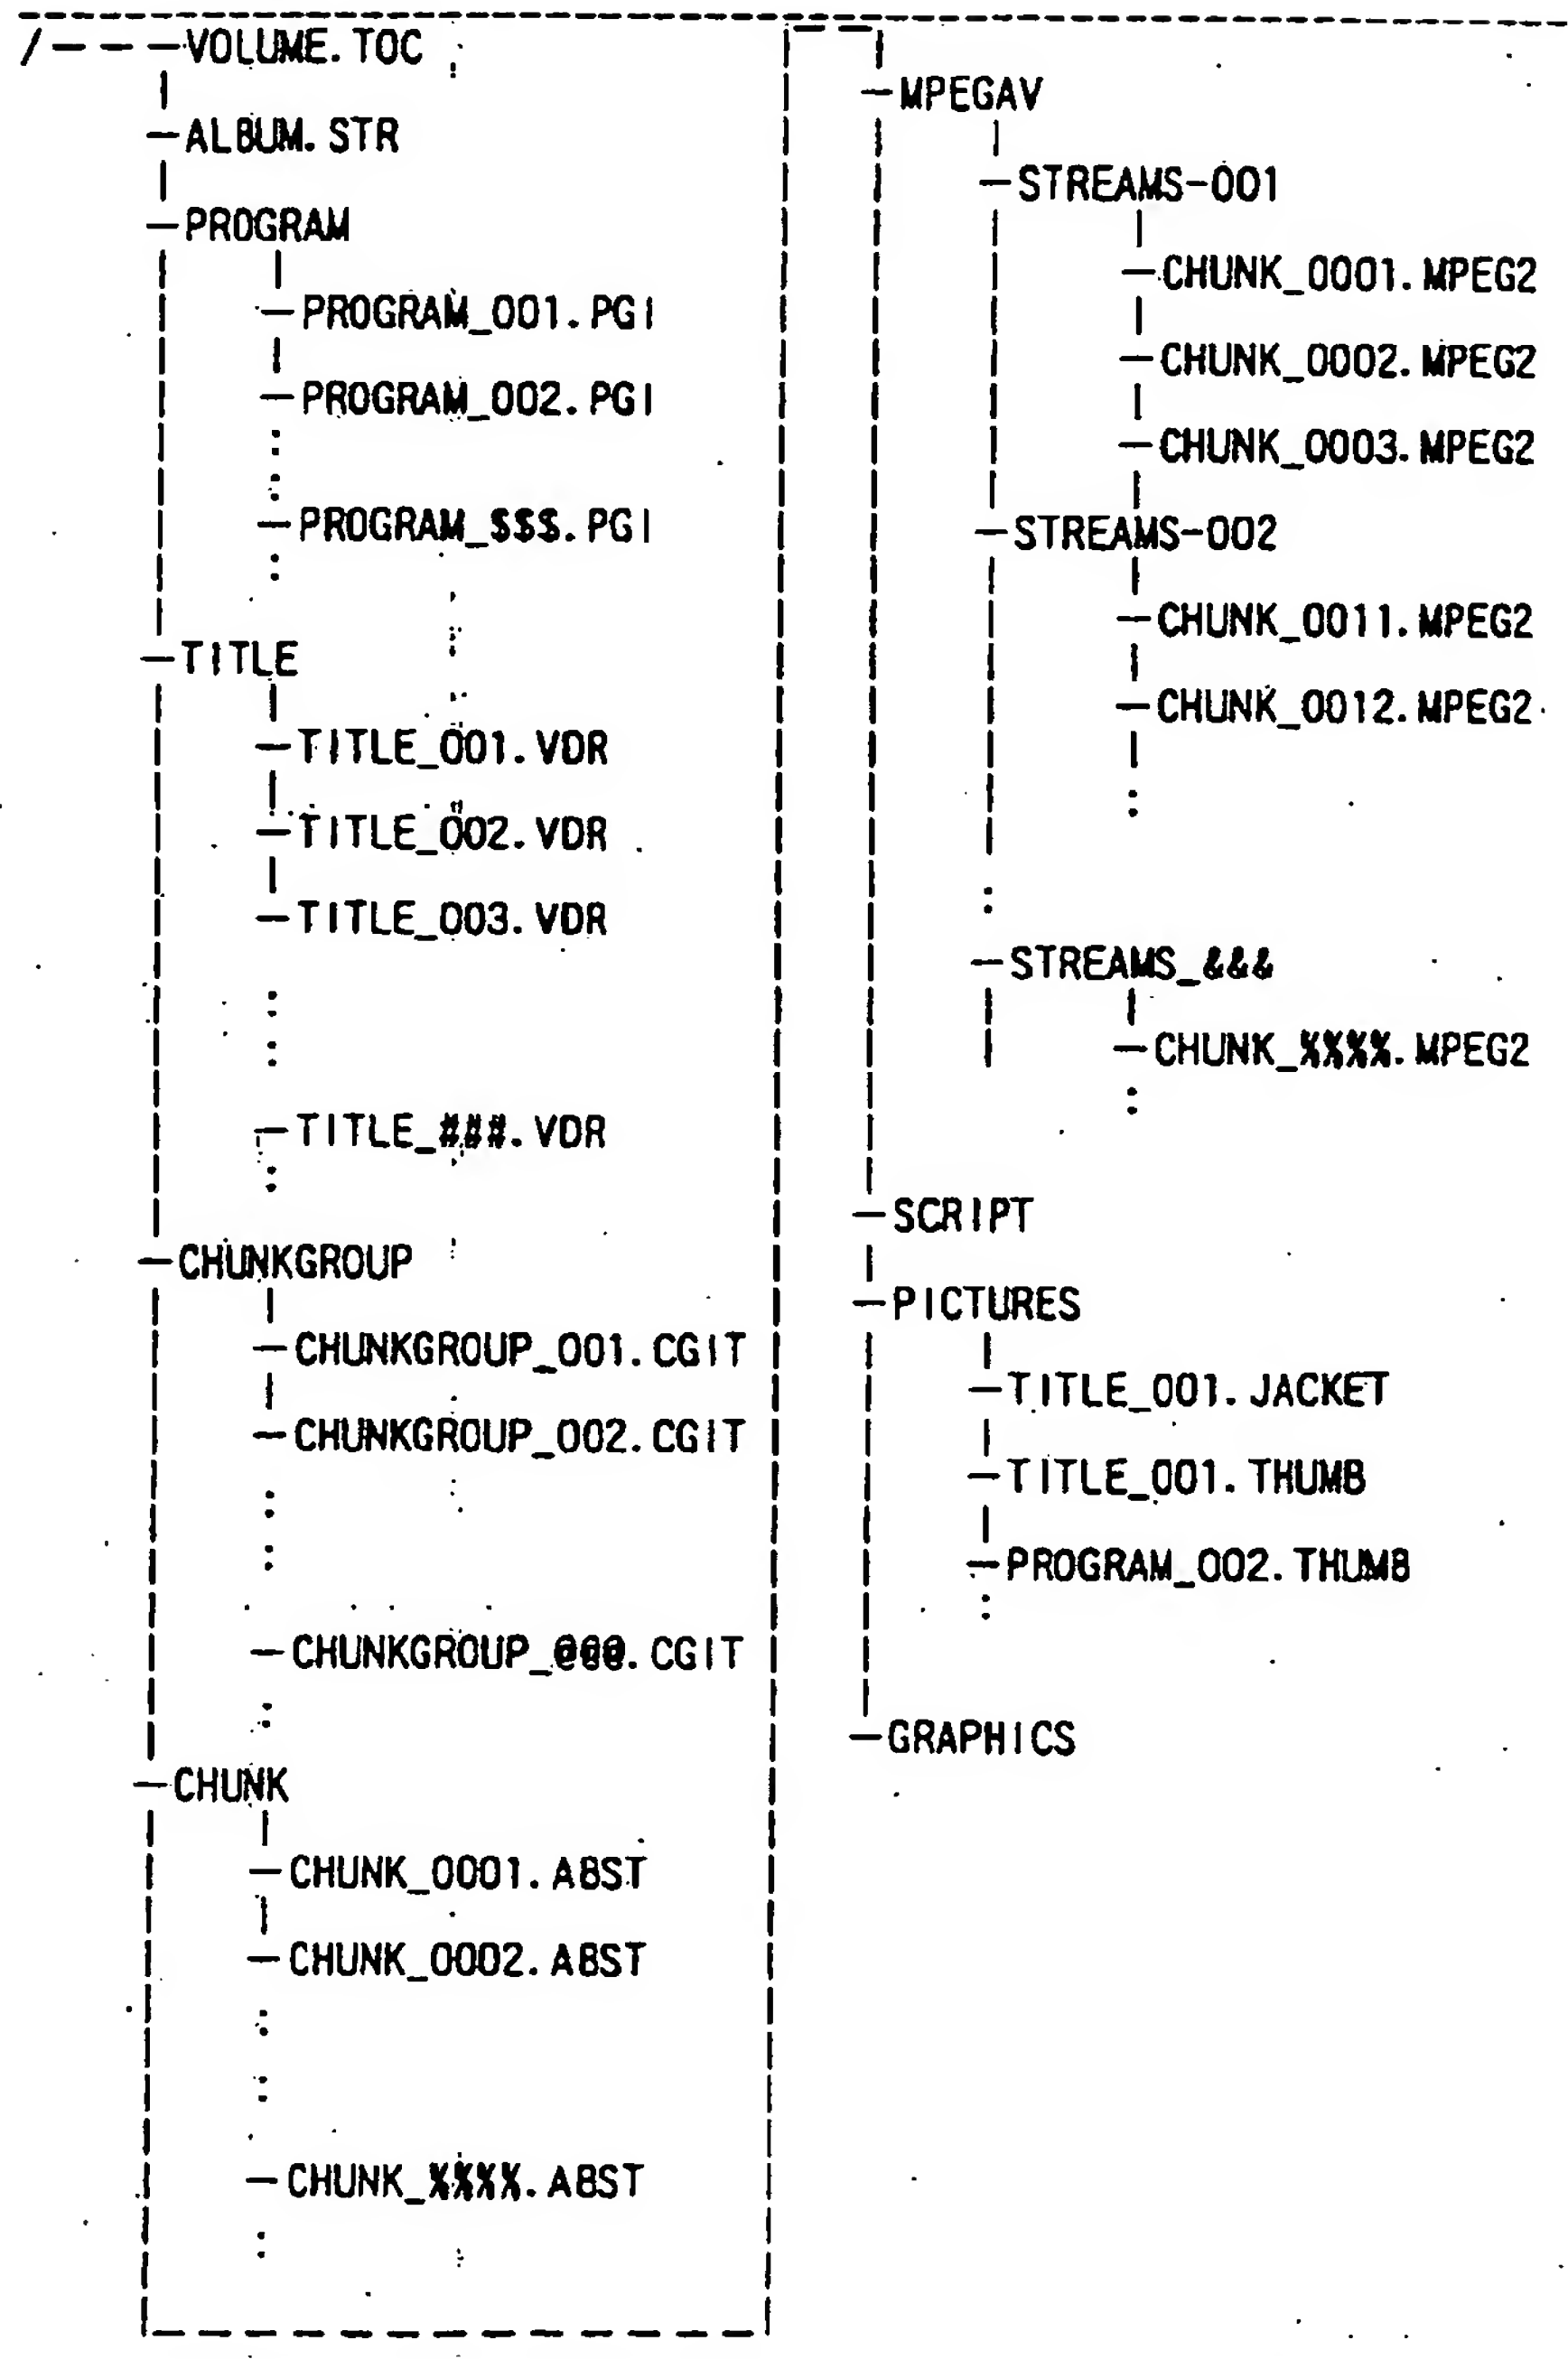 /---VOLUME.TOC
ALBUM.STR
PROGRAM
PROGRAM_001.PGI
PROGRAM_002.PGI
PROGRAM_$$$.PGI
TITLE
TITLE_001.VDR
TITLE_002.VDR
TITLE_003.VDR
TITLE_###.VDR
CHUNKGROUP
CHUNKGROUP_001.CGIT
CHUNKGROUP_002.CGIT
CHUNKGROUP_@@@.CGIT
CHUNK
CHUNK_0001.ABST
CHUNK_0002.ABST
CHUNK_%%%%.ABST
MPEGAV
STREAMS-001
CHUNK_0001.MPEG2
CHUNK_0002.MPEG2
CHUNK_0003.MPEG2
STREAMS-002
CHUNK_0011.MPEG2
CHUNK_0012.MPEG2
STREAMS_&&&
CHUNK_%%%%.MPEG2
SCRIPT
PICTURES
TITLE_001.JACKET
TITLE_001.THUMB
PROGRAM_002.THUMB
GRAPHICS